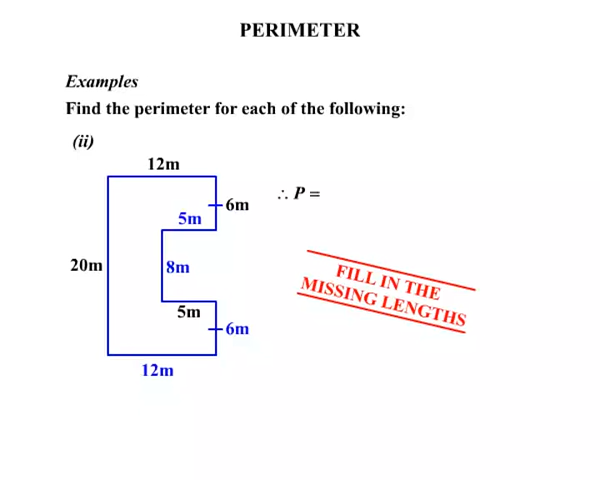 PERIMETER
Examples
Find the perimeter for each of the following:
(ii)
12m
6m
∴ P =
5m
20m
8m
FILL IN THE
MISSING LENGTHS
5m
6m
12m